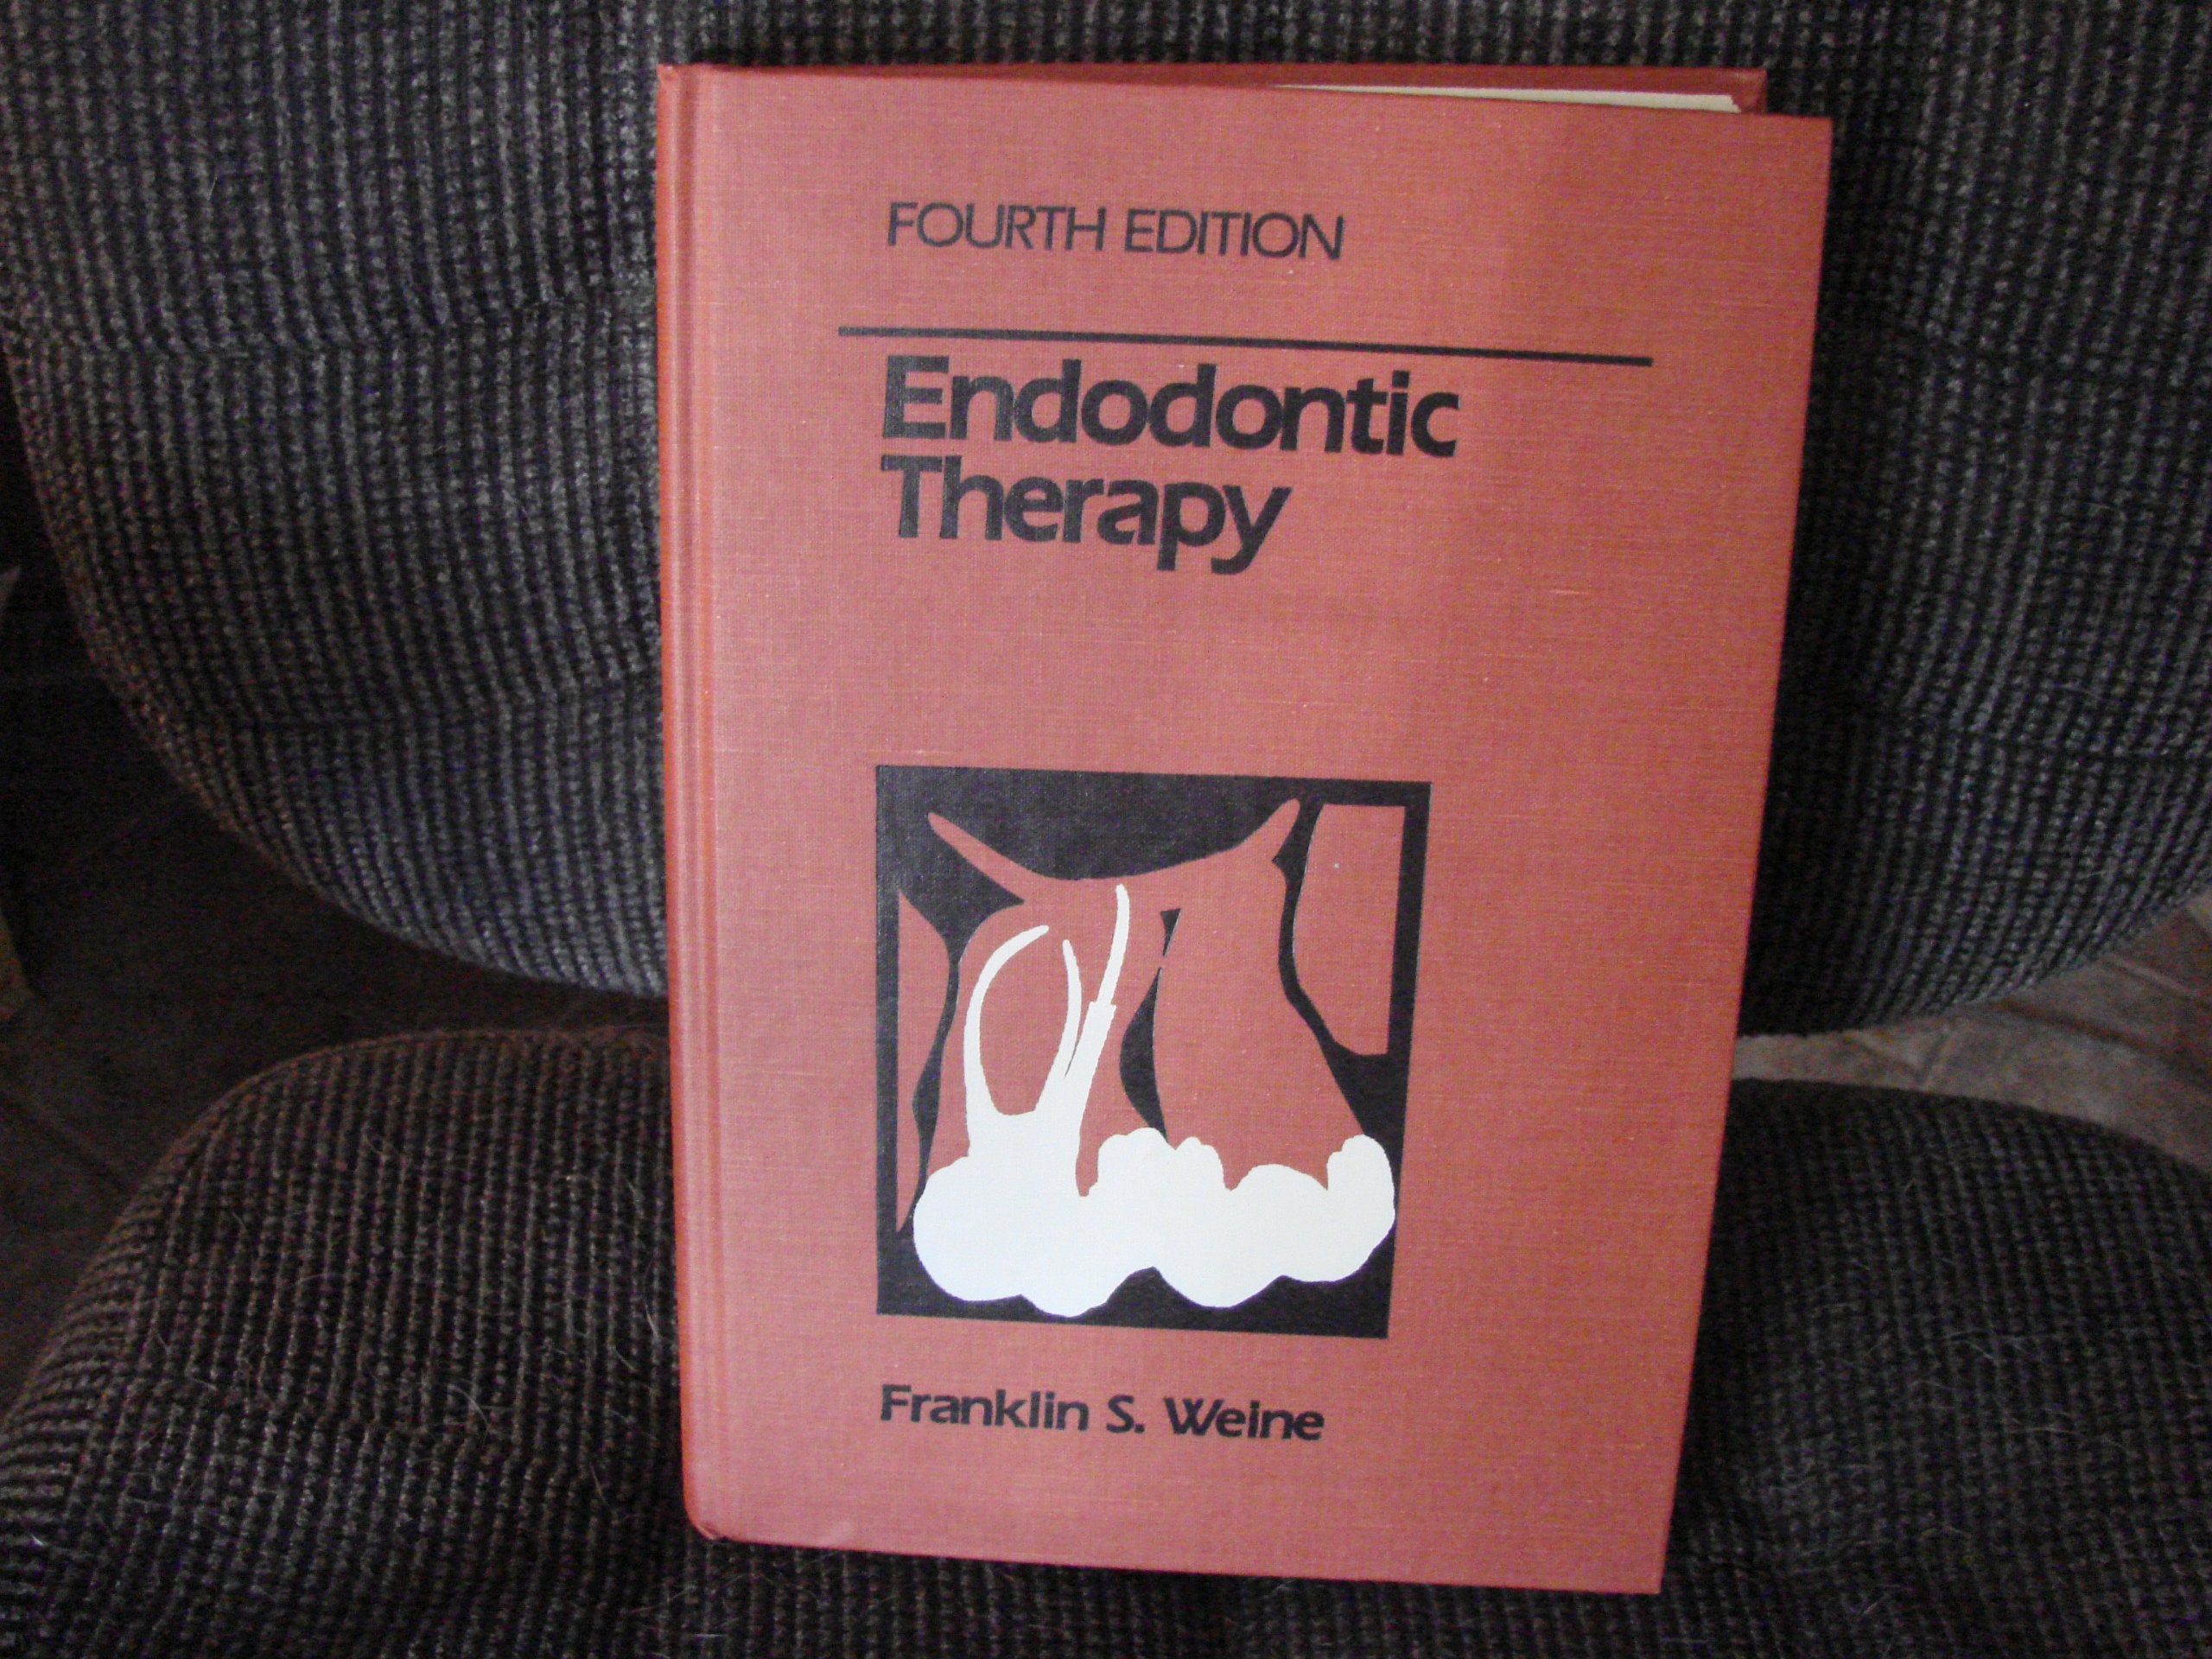 FOURTH EDITION
Endodontic
Therapy
Franklin S. Weine